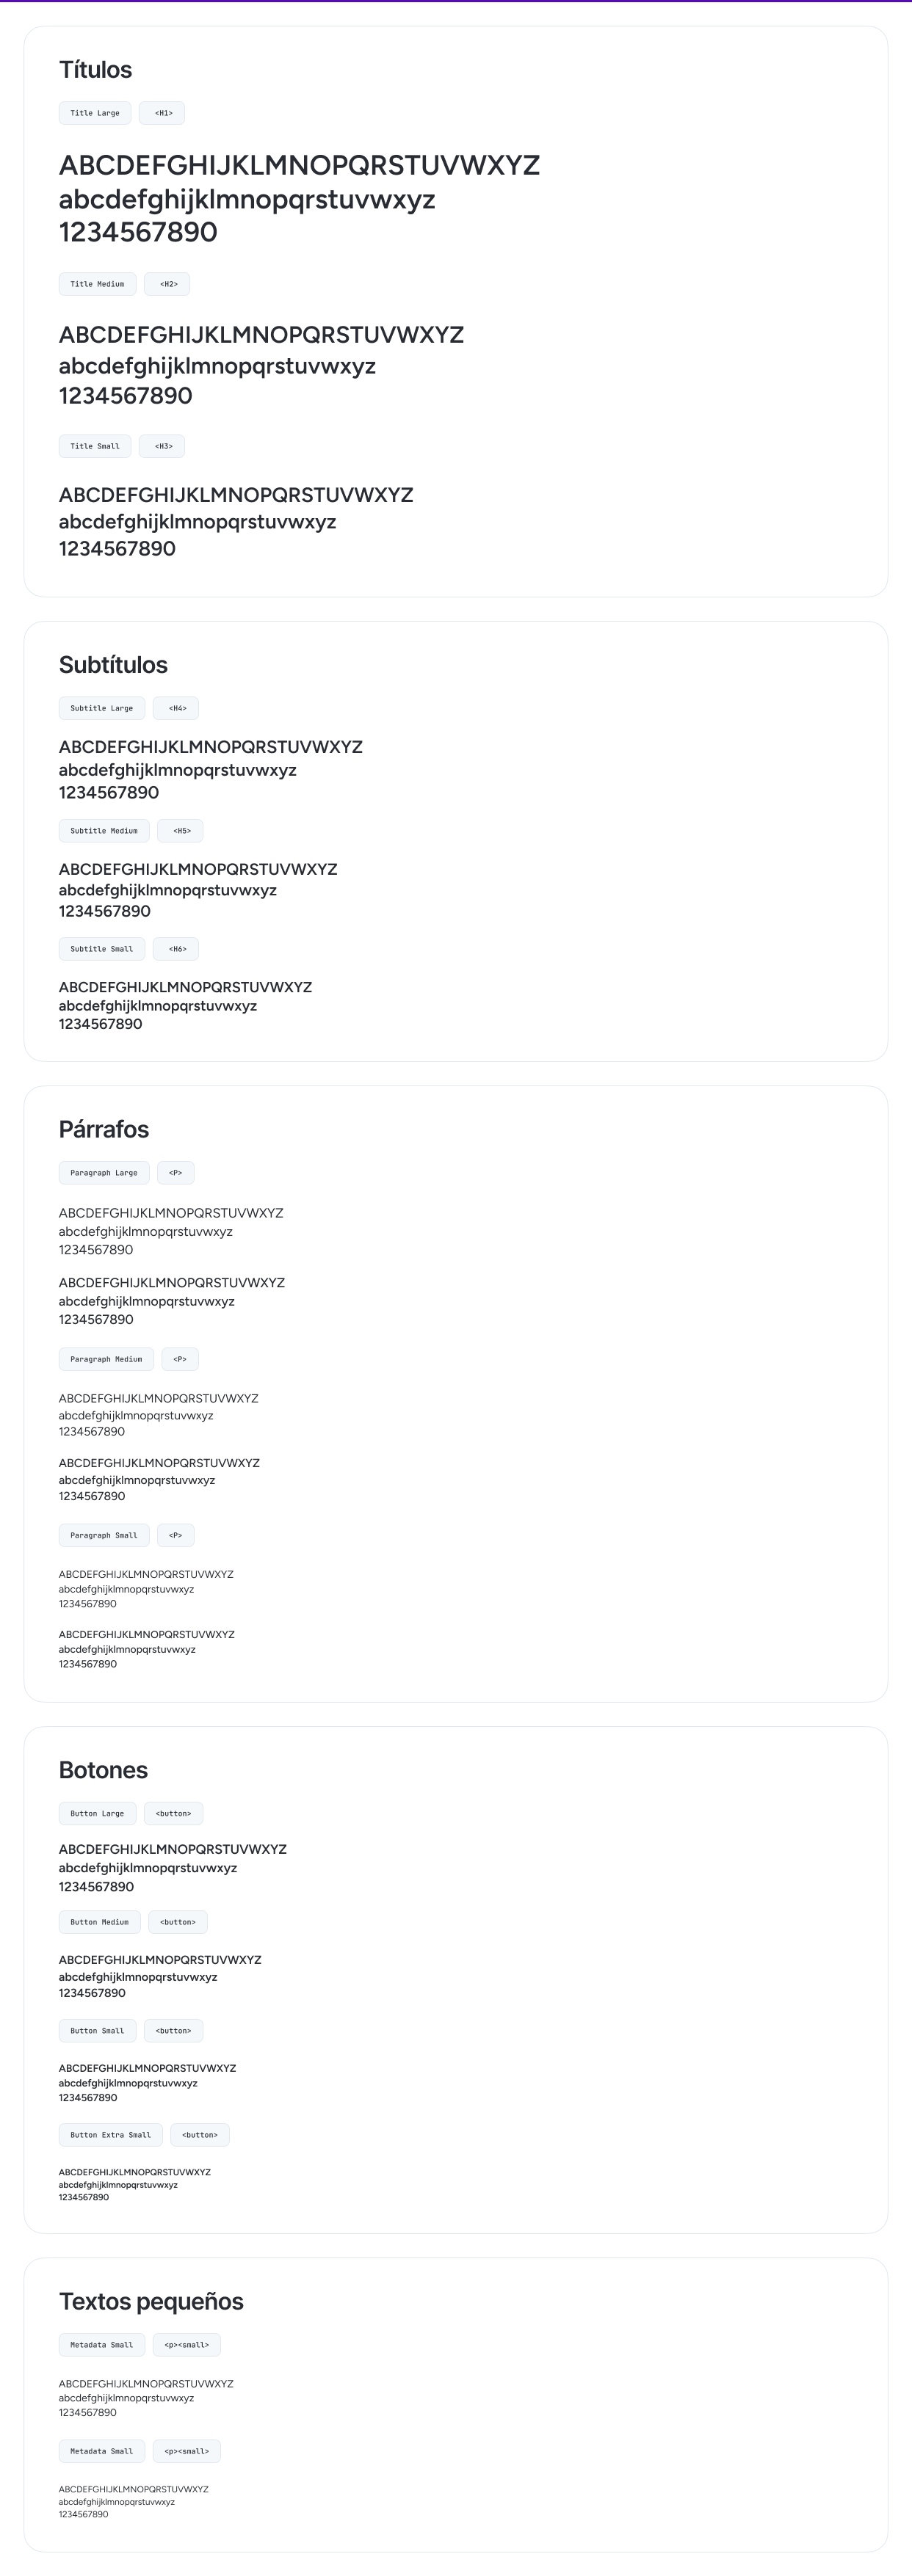 Títulos
Title Large <H1>
ABCDEFGHIJKLMNOPQRSTUVWXYZ
abcdefghijklmnopqrstuvwxyz
1234567890
Title Medium <H2>
ABCDEFGHIJKLMNOPQRSTUVWXYZ
abcdefghijklmnopqrstuvwxyz
1234567890
Title Small <H3>
ABCDEFGHIJKLMNOPQRSTUVWXYZ
abcdefghijklmnopqrstuvwxyz
1234567890
Subtítulos
Subtitle Large <H4>
ABCDEFGHIJKLMNOPQRSTUVWXYZ
abcdefghijklmnopqrstuvwxyz
1234567890
Subtitle Medium <H5>
ABCDEFGHIJKLMNOPQRSTUVWXYZ
abcdefghijklmnopqrstuvwxyz
1234567890
Subtitle Small <H6>
ABCDEFGHIJKLMNOPQRSTUVWXYZ
abcdefghijklmnopqrstuvwxyz
1234567890
Párrafos
Paragraph Large <P>
ABCDEFGHIJKLMNOPQRSTUVWXYZ
abcdefghijklmnopqrstuvwxyz
1234567890
ABCDEFGHIJKLMNOPQRSTUVWXYZ
abcdefghijklmnopqrstuvwxyz
1234567890
Paragraph Medium <P>
ABCDEFGHIJKLMNOPQRSTUVWXYZ
abcdefghijklmnopqrstuvwxyz
1234567890
ABCDEFGHIJKLMNOPQRSTUVWXYZ
abcdefghijklmnopqrstuvwxyz
1234567890
Paragraph Small <P>
ABCDEFGHIJKLMNOPQRSTUVWXYZ
abcdefghijklmnopqrstuvwxyz
1234567890
ABCDEFGHIJKLMNOPQRSTUVWXYZ
abcdefghijklmnopqrstuvwxyz
1234567890
Botones
Button Large <button>
ABCDEFGHIJKLMNOPQRSTUVWXYZ
abcdefghijklmnopqrstuvwxyz
1234567890
Button Medium <button>
ABCDEFGHIJKLMNOPQRSTUVWXYZ
abcdefghijklmnopqrstuvwxyz
1234567890
Button Small <button>
ABCDEFGHIJKLMNOPQRSTUVWXYZ
abcdefghijklmnopqrstuvwxyz
1234567890
Button Extra Small <button>
ABCDEFGHIJKLMNOPQRSTUVWXYZ
abcdefghijklmnopqrstuvwxyz
1234567890
Textos pequeños
Metadata Small <p><small>
ABCDEFGHIJKLMNOPQRSTUVWXYZ
abcdefghijklmnopqrstuvwxyz
1234567890
Metadata Small <p><small>
ABCDEFGHIJKLMNOPQRSTUVWXYZ
abcdefghijklmnopqrstuvwxyz
1234567890